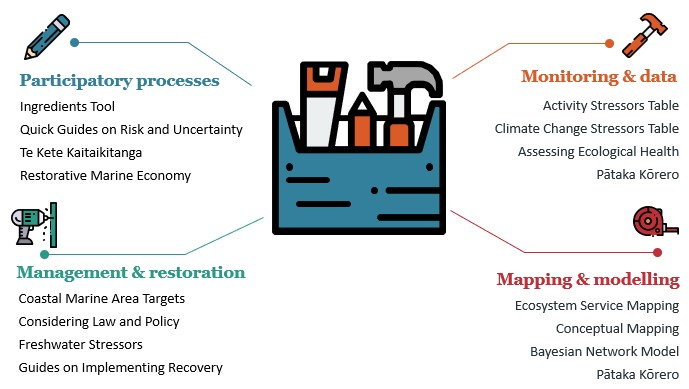 Participatory processes
Ingredients Tool
Quick Guides on Risk and Uncertainty
Te Kete Kaitaikitanga
Restorative Marine Economy
Monitoring & data
Activity Stressors Table
Climate Change Stressors Table
Assessing Ecological Health
Pātaka Kōrero
Management & restoration
Coastal Marine Area Targets
Considering Law and Policy
Freshwater Stressors
Guides on Implementing Recovery
Mapping & modelling
Ecosystem Service Mapping
Conceptual Mapping
Bayesian Network Model
Pātaka Kōrero